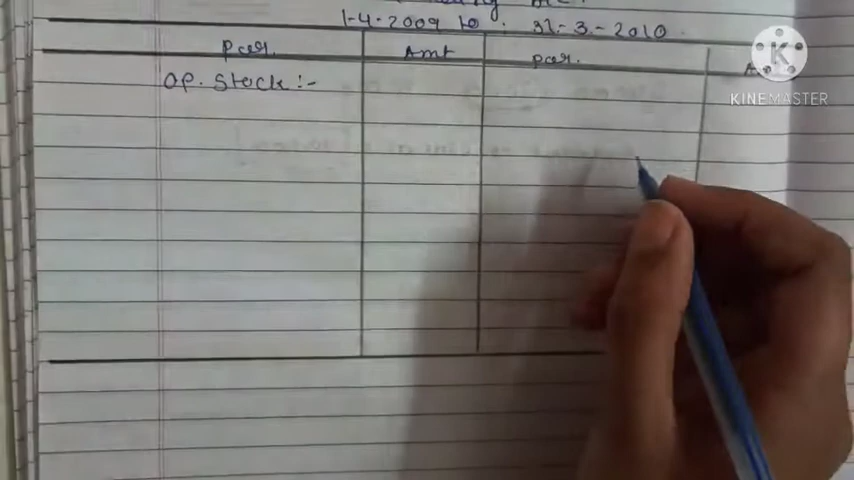 1-4-2009 to : 31-3-2010
par. Amt par.
op. Stock :-
KINEMASTER